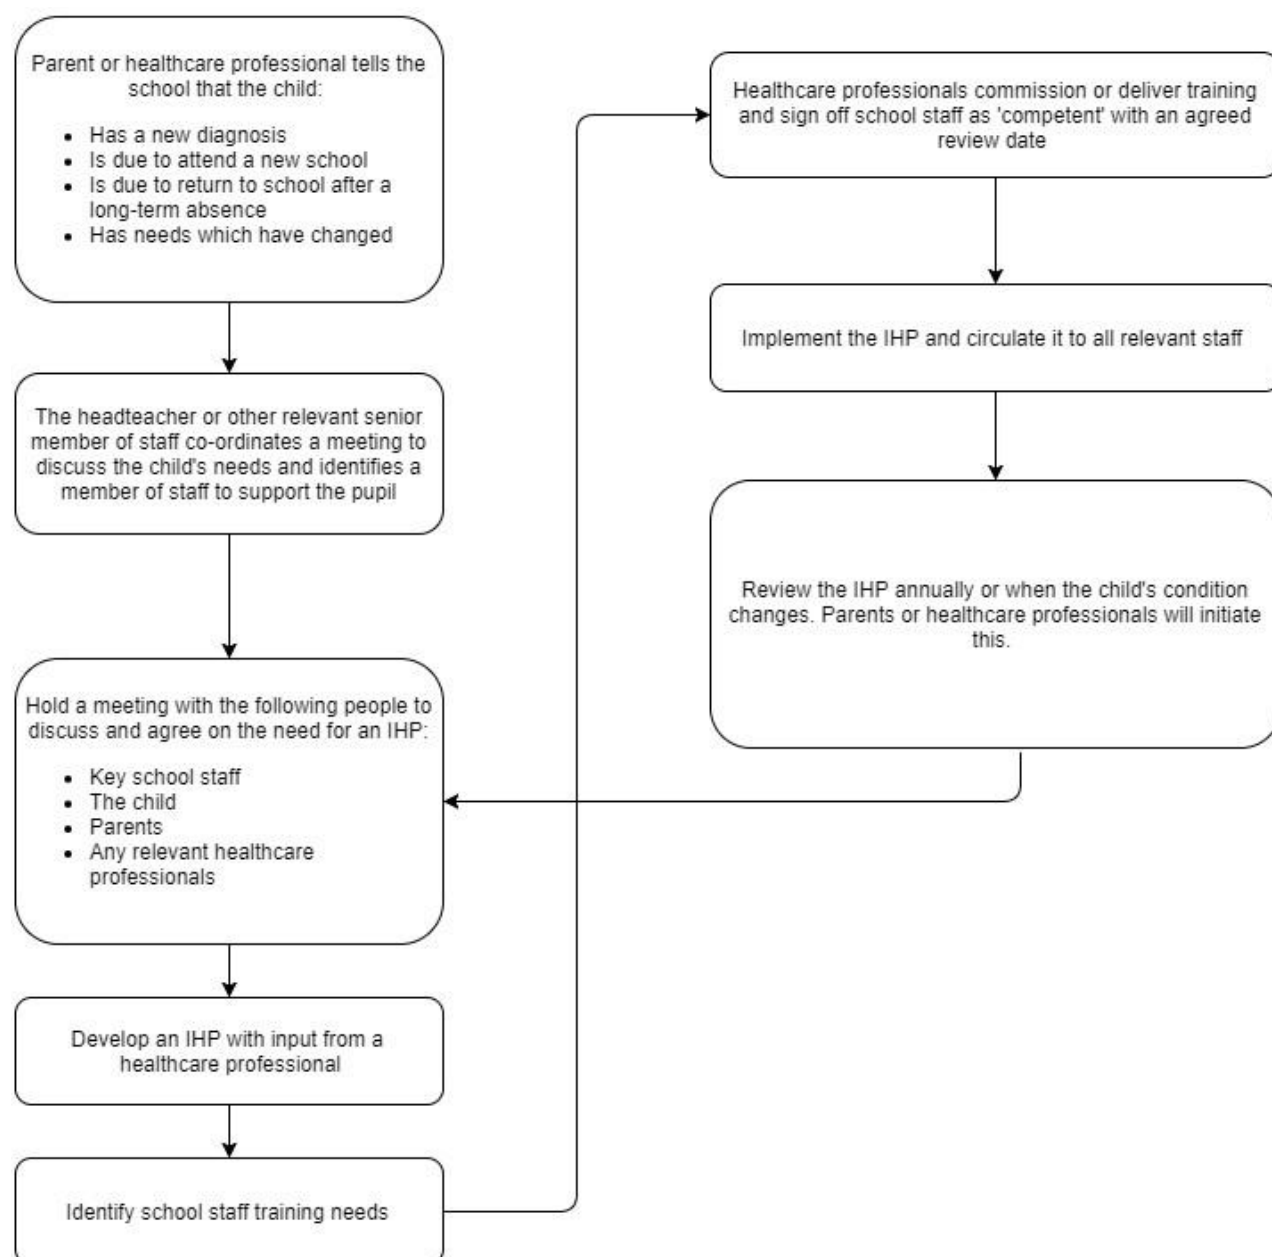 Parent or healthcare professional tells the
school that the child:
• Has a new diagnosis
• Is due to attend a new school
• Is due to return to school after a
long-term absence
• Has needs which have changed
The headteacher or other relevant senior
member of staff co-ordinates a meeting to
discuss the child's needs and identifies a
member of staff to support the pupil
Hold a meeting with the following people to
discuss and agree on the need for an IHP:
• Key school staff
• The child
• Parents
• Any relevant healthcare
professionals
Develop an IHP with input from a
healthcare professional
Identify school staff training needs
Healthcare professionals commission or deliver training
and sign off school staff as 'competent' with an agreed
review date
Implement the IHP and circulate it to all relevant staff
Review the IHP annually or when the child's condition
changes. Parents or healthcare professionals will initiate
this.